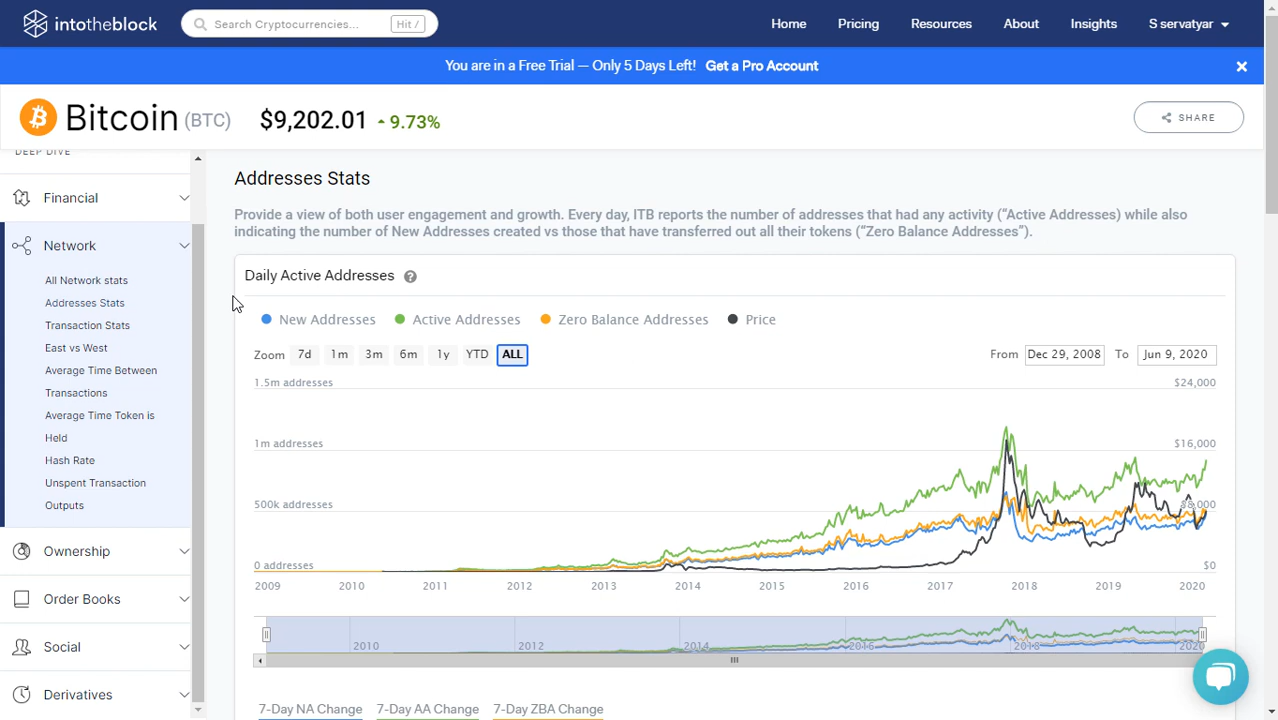 intotheblock
Search Cryptocurrencies...
Hit /
Home
Pricing
Resources
About
Insights
S servatyar
You are in a Free Trial — Only 5 Days Left! Get a Pro Account
Bitcoin (BTC)
$9,202.01
9.73%
SHARE
DEEP DIVE
Financial
Network
All Network stats
Addresses Stats
Transaction Stats
East vs West
Average Time Between
Transactions
Average Time Token is
Held
Hash Rate
Unspent Transaction
Outputs
Ownership
Order Books
Social
Derivatives
Addresses Stats
Provide a view of both user engagement and growth. Every day, ITB reports the number of addresses that had any activity (“Active Addresses) while also
indicating the number of New Addresses created vs those that have transferred out all their tokens (“Zero Balance Addresses”).
Daily Active Addresses ?
New Addresses
Active Addresses
Zero Balance Addresses
Price
Zoom 7d 1m 3m 6m 1y YTD ALL
From Dec 29, 2008 To Jun 9, 2020
1.5m addresses $24,000
1m addresses $16,000
500k addresses $8,000
0 addresses $0
2009 2010 2011 2012 2013 2014 2015 2016 2017 2018 2019 2020
2010 2012 2014 2016 2018 2020
7-Day NA Change 7-Day AA Change 7-Day ZBA Change